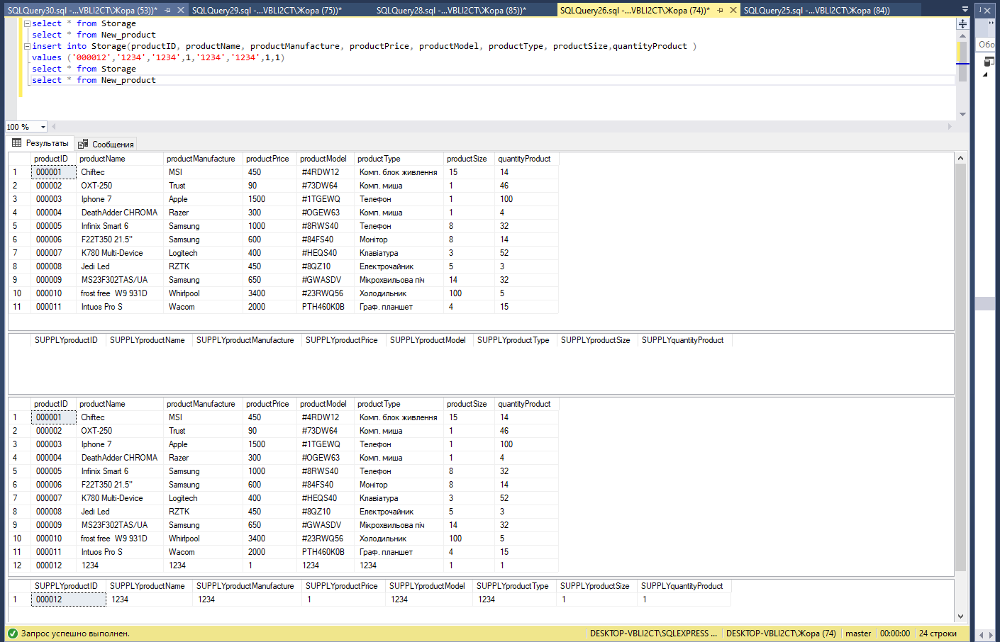 SQLQuery30.sql -...VBLI2CT\Жора (53))* SQLQuery29.sql -...VBLI2CT\Жора (75))* SQLQuery28.sql -...VBLI2CT\Жора (85))* SQLQuery26.sql -...VBLI2CT\Жора (74))* SQLQuery25.sql -...VBLI2CT\Жора (84))
select * from Storage
select * from New_product
insert into Storage(productID, productName, productManufacture, productPrice, productModel, productType, productSize,quantityProduct )
values ('000012','1234','1234',1,'1234','1234',1,1)
select * from Storage
select * from New_product
Обо
100 %
Результаты Сообщения
productID productName productManufacture productPrice productModel productType productSize quantityProduct
1 000001 Chiftec MSI 450 #4RDW12 Комп. блок живлення 15 14
2 000002 OXT-250 Trust 90 #73DW64 Комп. миша 1 46
3 000003 Iphone 7 Apple 1500 #1TGEWQ Телефон 1 100
4 000004 DeathAdder CHROMA Razer 300 #OGEW63 Комп. миша 1 4
5 000005 Infinix Smart 6 Samsung 1000 #8RWS40 Телефон 8 32
6 000006 F22T350 21.5" Samsung 600 #84FS40 Монітор 8 14
7 000007 K780 Multi-Device Logitech 400 #HEQS40 Клавіатура 3 52
8 000008 Jedi Led RZTK 450 #8QZ10 Електрочайник 5 3
9 000009 MS23F302TAS/UA Samsung 650 #GWASDV Мікрохвильова піч 14 32
10 000010 frost free W9 931D Whirlpool 3400 #23RWQ56 Холодильник 100 5
11 000011 Intuos Pro S Wacom 2000 PTH460K0B Граф. планшет 4 15
SUPPLYproductID SUPPLYproductName SUPPLYproductManufacture SUPPLYproductPrice SUPPLYproductModel SUPPLYproductType SUPPLYproductSize SUPPLYquantityProduct
productID productName productManufacture productPrice productModel productType productSize quantityProduct
1 000001 Chiftec MSI 450 #4RDW12 Комп. блок живлення 15 14
2 000002 OXT-250 Trust 90 #73DW64 Комп. миша 1 46
3 000003 Iphone 7 Apple 1500 #1TGEWQ Телефон 1 100
4 000004 DeathAdder CHROMA Razer 300 #OGEW63 Комп. миша 1 4
5 000005 Infinix Smart 6 Samsung 1000 #8RWS40 Телефон 8 32
6 000006 F22T350 21.5" Samsung 600 #84FS40 Монітор 8 14
7 000007 K780 Multi-Device Logitech 400 #HEQS40 Клавіатура 3 52
8 000008 Jedi Led RZTK 450 #8QZ10 Електрочайник 5 3
9 000009 MS23F302TAS/UA Samsung 650 #GWASDV Мікрохвильова піч 14 32
10 000010 frost free W9 931D Whirlpool 3400 #23RWQ56 Холодильник 100 5
11 000011 Intuos Pro S Wacom 2000 PTH460K0B Граф. планшет 4 15
12 000012 1234 1234 1 1234 1234 1 1
SUPPLYproductID SUPPLYproductName SUPPLYproductManufacture SUPPLYproductPrice SUPPLYproductModel SUPPLYproductType SUPPLYproductSize SUPPLYquantityProduct
1 000012 1234 1234 1 1234 1234 1 1
Запрос успешно выполнен. DESKTOP-VBLI2CT\SQLEXPRESS ... DESKTOP-VBLI2CT\Жора (74) master 00:00:00 24 строки